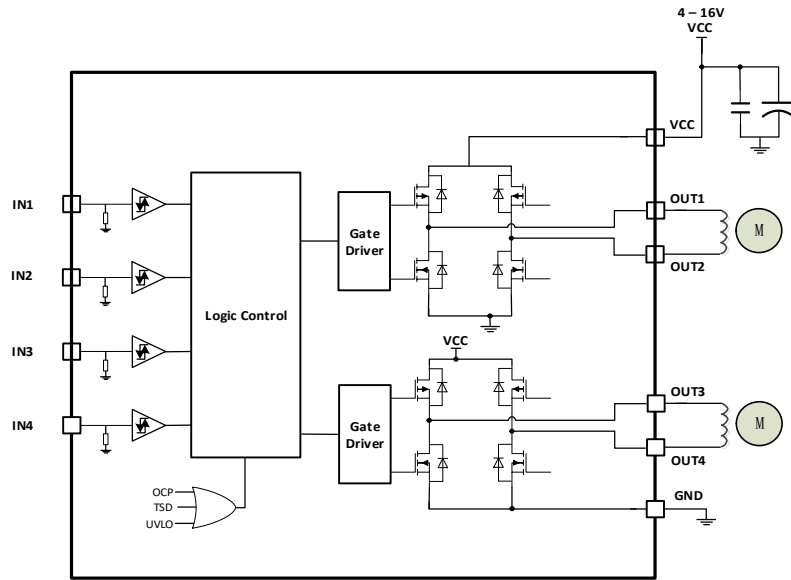 4 – 16V
VCC
VCC
IN1
OUT1
Gate
Driver
M
IN2
OUT2
Logic Control
VCC
IN3
OUT3
Gate
Driver
M
IN4
OUT4
OCP
TSD
UVLO
GND